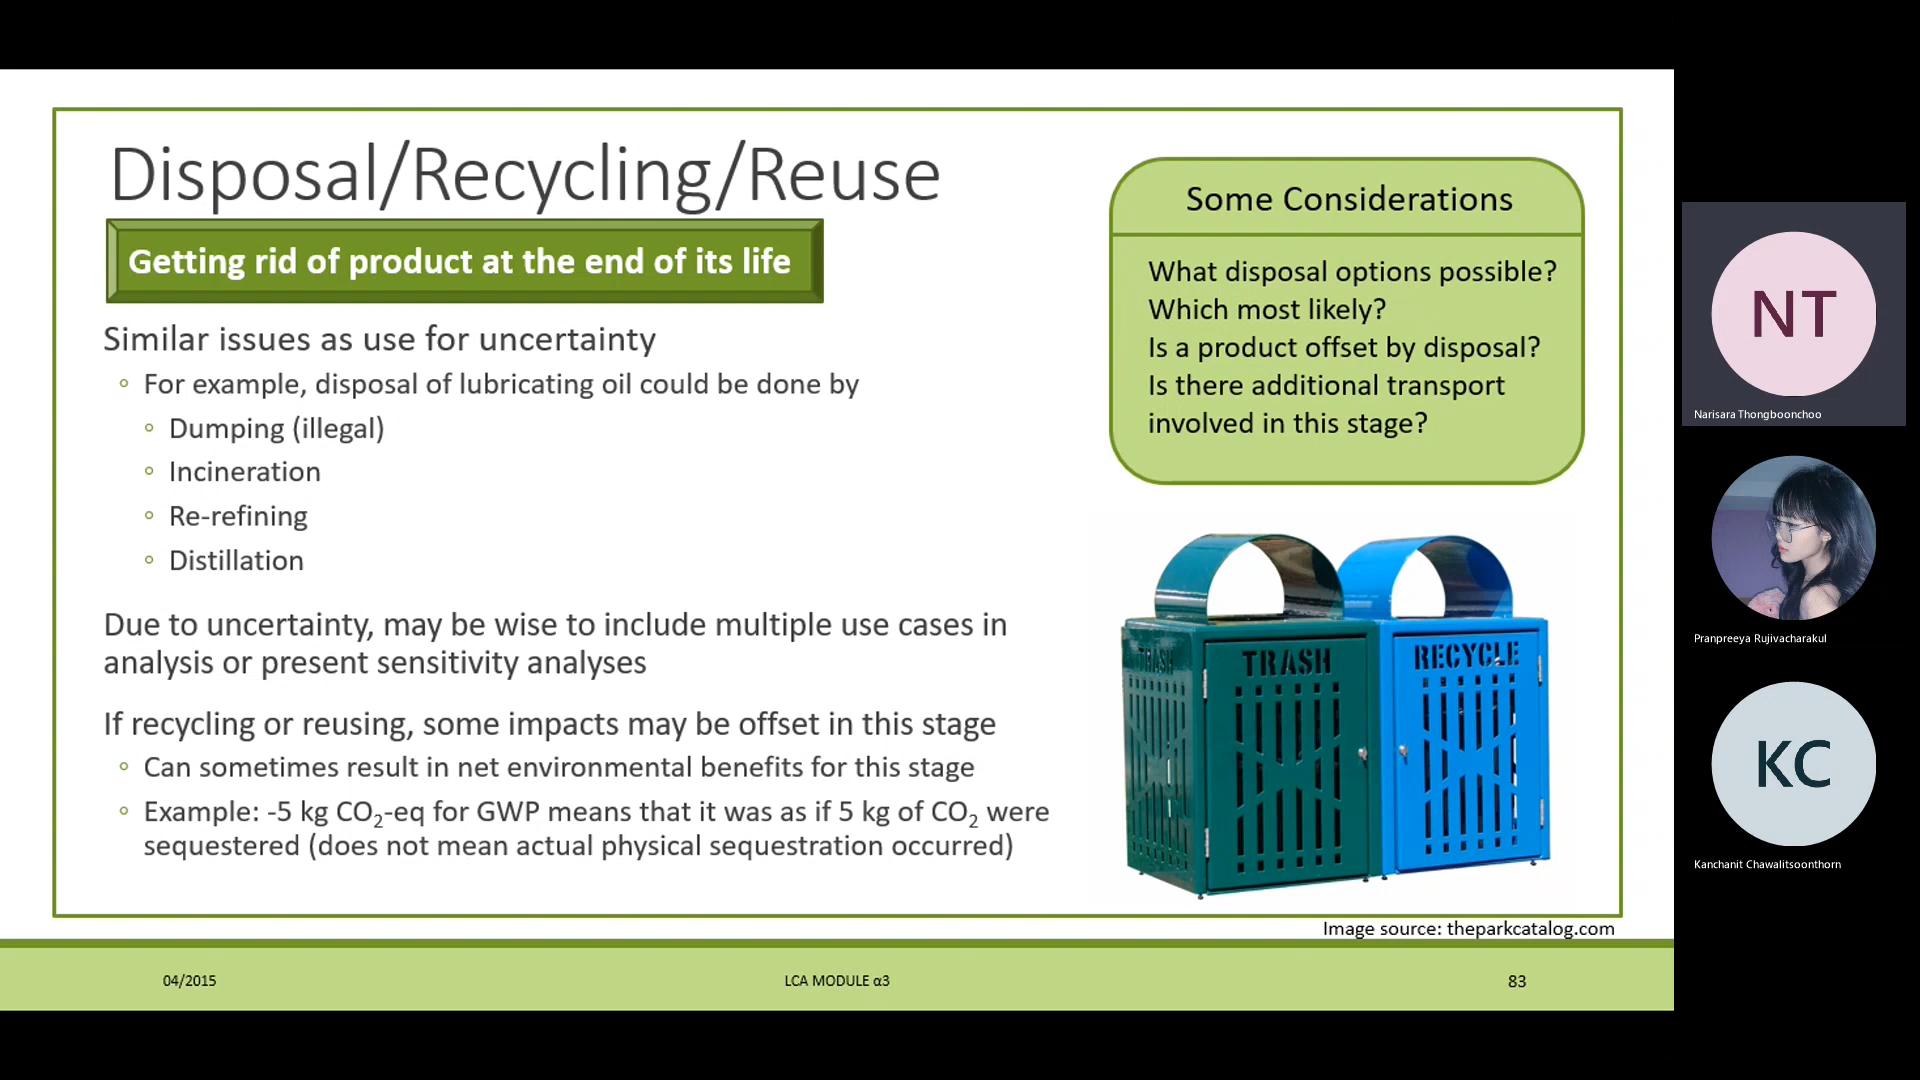 Disposal/Recycling/Reuse
Getting rid of product at the end of its life
Similar issues as use for uncertainty
For example, disposal of lubricating oil could be done by
Dumping (illegal)
Incineration
Re-refining
Distillation
Due to uncertainty, may be wise to include multiple use cases in
analysis or present sensitivity analyses
If recycling or reusing, some impacts may be offset in this stage
Can sometimes result in net environmental benefits for this stage
Example: -5 kg CO₂-eq for GWP means that it was as if 5 kg of CO₂ were
sequestered (does not mean actual physical sequestration occurred)
Some Considerations
What disposal options possible?
Which most likely?
Is a product offset by disposal?
Is there additional transport
involved in this stage?
TRASH
TRASH
RECYCLE
Image source: theparkcatalog.com
04/2015
LCA MODULE α3
83
NT
Narisara Thongboonchoo
Pranpreeya Rujivacharakul
KC
Kanchanit Chawalitsoonthorn